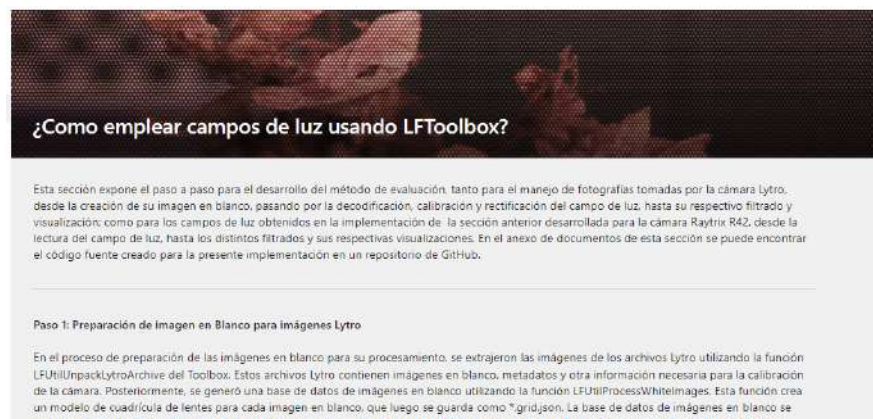 ¿Como emplear campos de luz usando LFToolbox?
Esta sección expone el paso a paso para el desarrollo del método de evaluación, tanto para el manejo de fotografías tomadas por la cámara Lytro,
desde la creación de su imagen en blanco, pasando por la decodificación, calibración y rectificación del campo de luz, hasta su respectivo filtrado y
visualización; como para los campos de luz obtenidos en la implementación de la sección anterior desarrollada para la cámara Raytrix R42, desde la
lectura del campo de luz, hasta los distintos filtrados y sus respectivas visualizaciones. En el anexo de documentos de esta sección se puede encontrar
el código fuente creado para la presente implementación en un repositorio de GitHub.
Paso 1: Preparación de imagen en Blanco para imágenes Lytro
En el proceso de preparación de las imágenes en blanco para su procesamiento, se extrajeron las imágenes de los archivos Lytro utilizando la función
LFUtilUnpackLytroArchive del Toolbox. Estos archivos Lytro contienen imágenes en blanco, metadatos y otra información necesaria para la calibración
de la cámara. Posteriormente, se generó una base de datos de imágenes en blanco utilizando la función LFUtilProcessWhiteImages. Esta función crea
un modelo de cuadrícula de lentes para cada imagen en blanco, que luego se guarda como *.grid.json. La base de datos de imágenes en blanco se